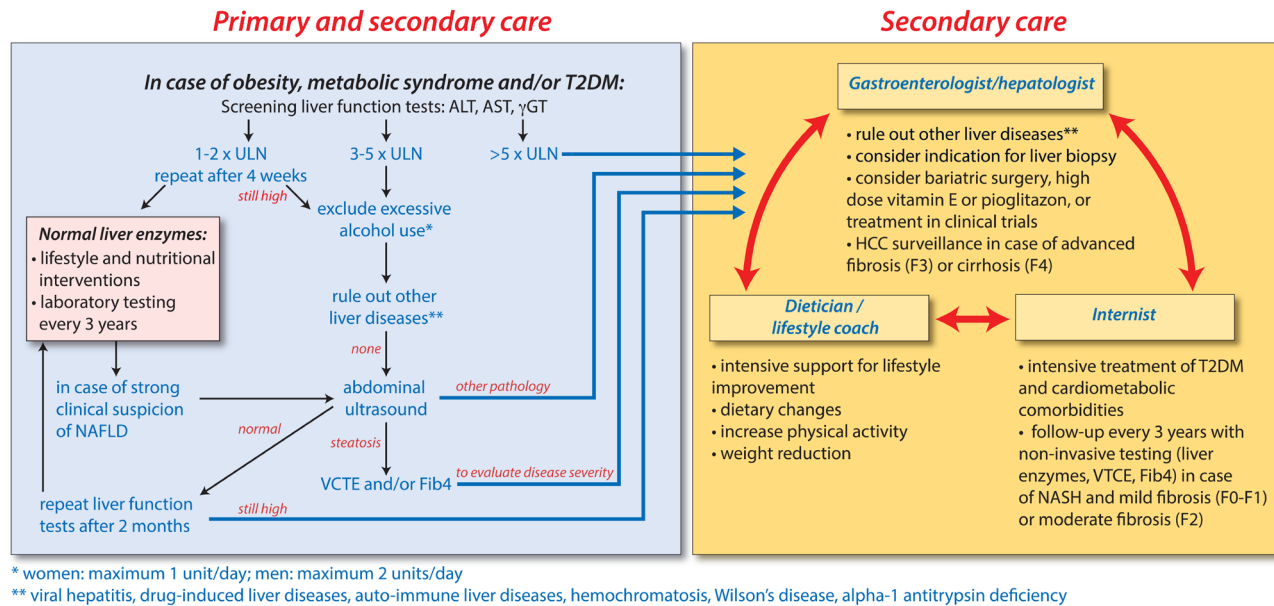 Primary and secondary care
Secondary care
In case of obesity, metabolic syndrome and/or T2DM:
Screening liver function tests: ALT, AST, γGT
1-2 x ULN
repeat after 4 weeks
3-5 x ULN
>5 x ULN
still high
exclude excessive
alcohol use*
Normal liver enzymes:
• lifestyle and nutritional
interventions
• laboratory testing
every 3 years
rule out other
liver diseases**
none
in case of strong
clinical suspicion
of NAFLD
abdominal
ultrasound
other pathology
normal
steatosis
VCTE and/or Fib4
to evaluate disease severity
repeat liver function
tests after 2 months
still high
Gastroenterologist/hepatologist
• rule out other liver diseases**
• consider indication for liver biopsy
• consider bariatric surgery, high
dose vitamin E or pioglitazon, or
treatment in clinical trials
• HCC surveillance in case of advanced
fibrosis (F3) or cirrhosis (F4)
Dietician /
lifestyle coach
• intensive support for lifestyle
improvement
• dietary changes
• increase physical activity
• weight reduction
Internist
• intensive treatment of T2DM
and cardiometabolic
comorbidities
• follow-up every 3 years with
non-invasive testing (liver
enzymes, VTCE, Fib4) in case
of NASH and mild fibrosis (F0-F1)
or moderate fibrosis (F2)
* women: maximum 1 unit/day; men: maximum 2 units/day
** viral hepatitis, drug-induced liver diseases, auto-immune liver diseases, hemochromatosis, Wilson's disease, alpha-1 antitrypsin deficiency